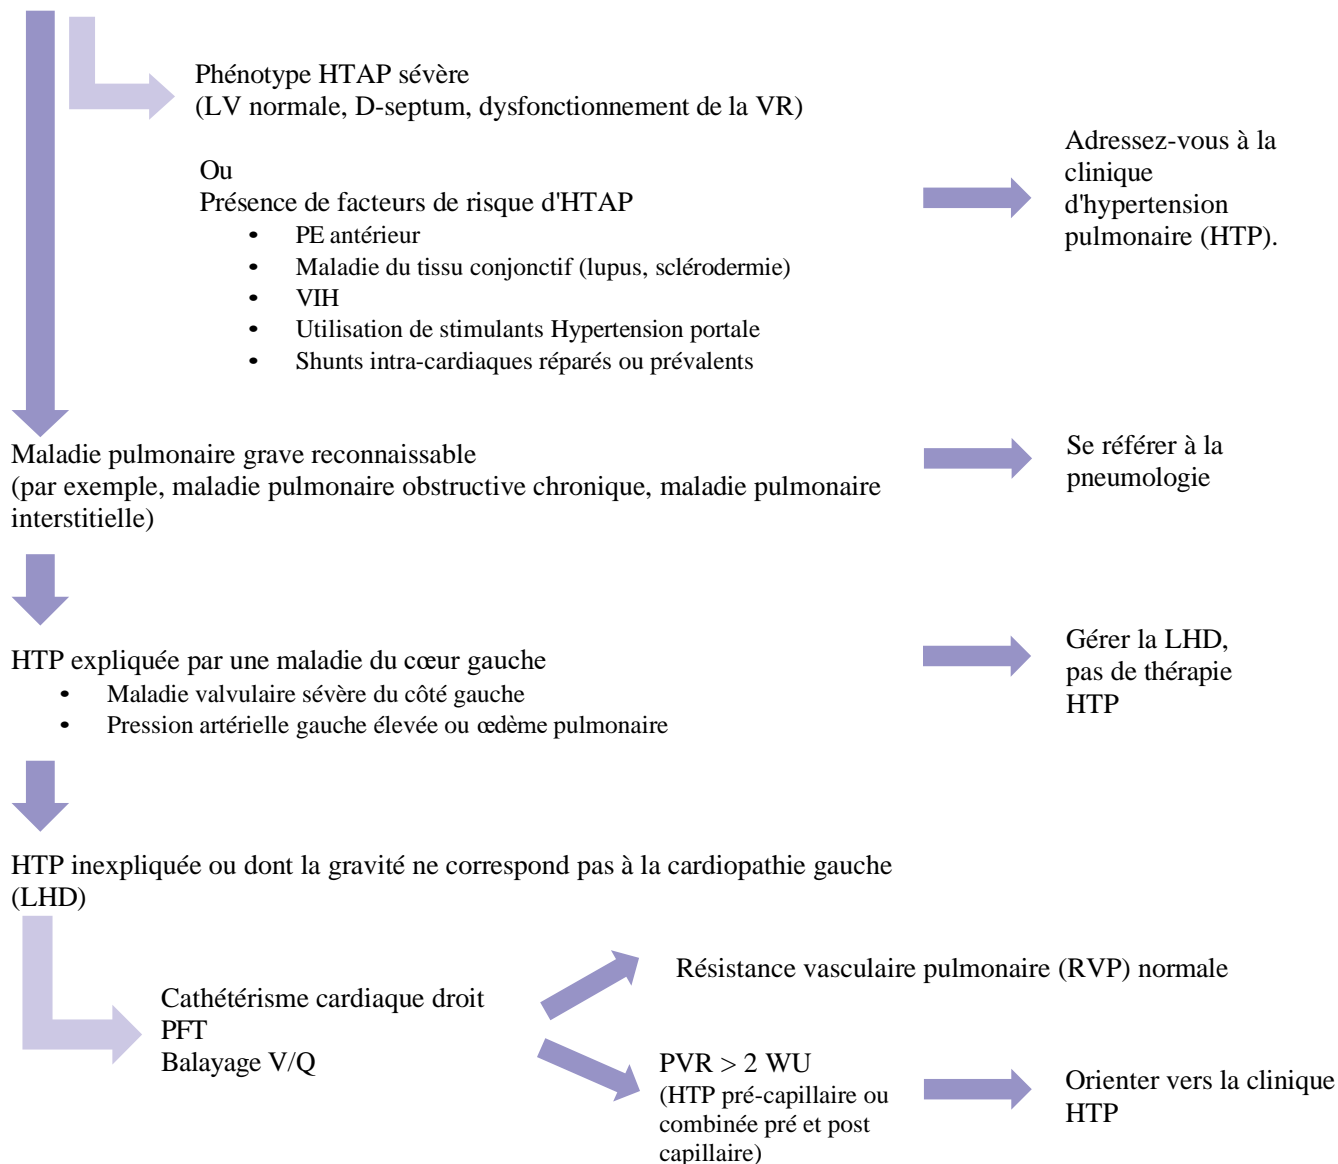 Phénotype HTAP sévère
(LV normale, D-septum, dysfonctionnement de la VR)
Ou
Présence de facteurs de risque d'HTAP
• PE antérieur
• Maladie du tissu conjonctif (lupus, sclérodermie)
• VIH
• Utilisation de stimulants Hypertension portale
• Shunts intra-cardiaques réparés ou prévalents
Adressez-vous à la
clinique
d'hypertension
pulmonaire (HTP).
Maladie pulmonaire grave reconnaissable
(par exemple, maladie pulmonaire obstructive chronique, maladie pulmonaire
interstitielle)
Se référer à la
pneumologie
HTP expliquée par une maladie du cœur gauche
• Maladie valvulaire sévère du côté gauche
• Pression artérielle gauche élevée ou œdème pulmonaire
Gérer la LHD,
pas de thérapie
HTP
HTP inexpliquée ou dont la gravité ne correspond pas à la cardiopathie gauche
(LHD)
Cathétérisme cardiaque droit
PFT
Balayage V/Q
Résistance vasculaire pulmonaire (RVP) normale
PVR > 2 WU
(HTP pré-capillaire ou
combinée pré et post
capillaire)
Orienter vers la clinique
HTP